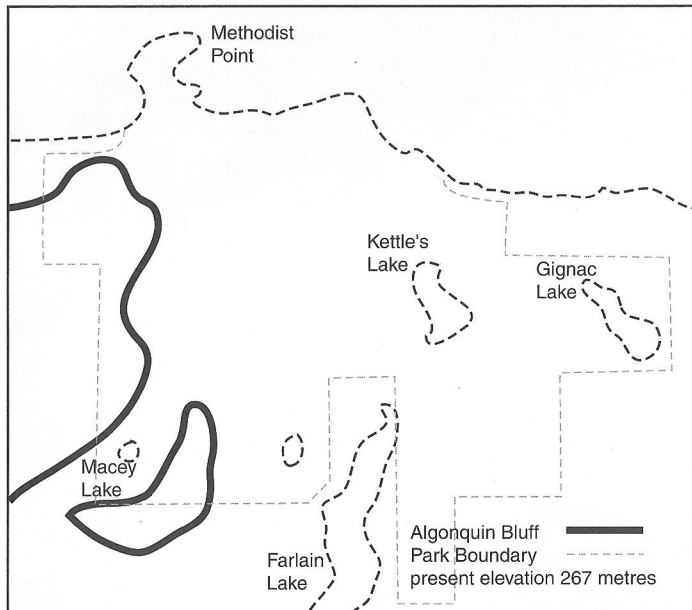 Methodist
Point
Kettle's
Lake
Gignac
Lake
Macey
Lake
Farlain
Lake
Algonquin Bluff
Park Boundary
present elevation 267 metres